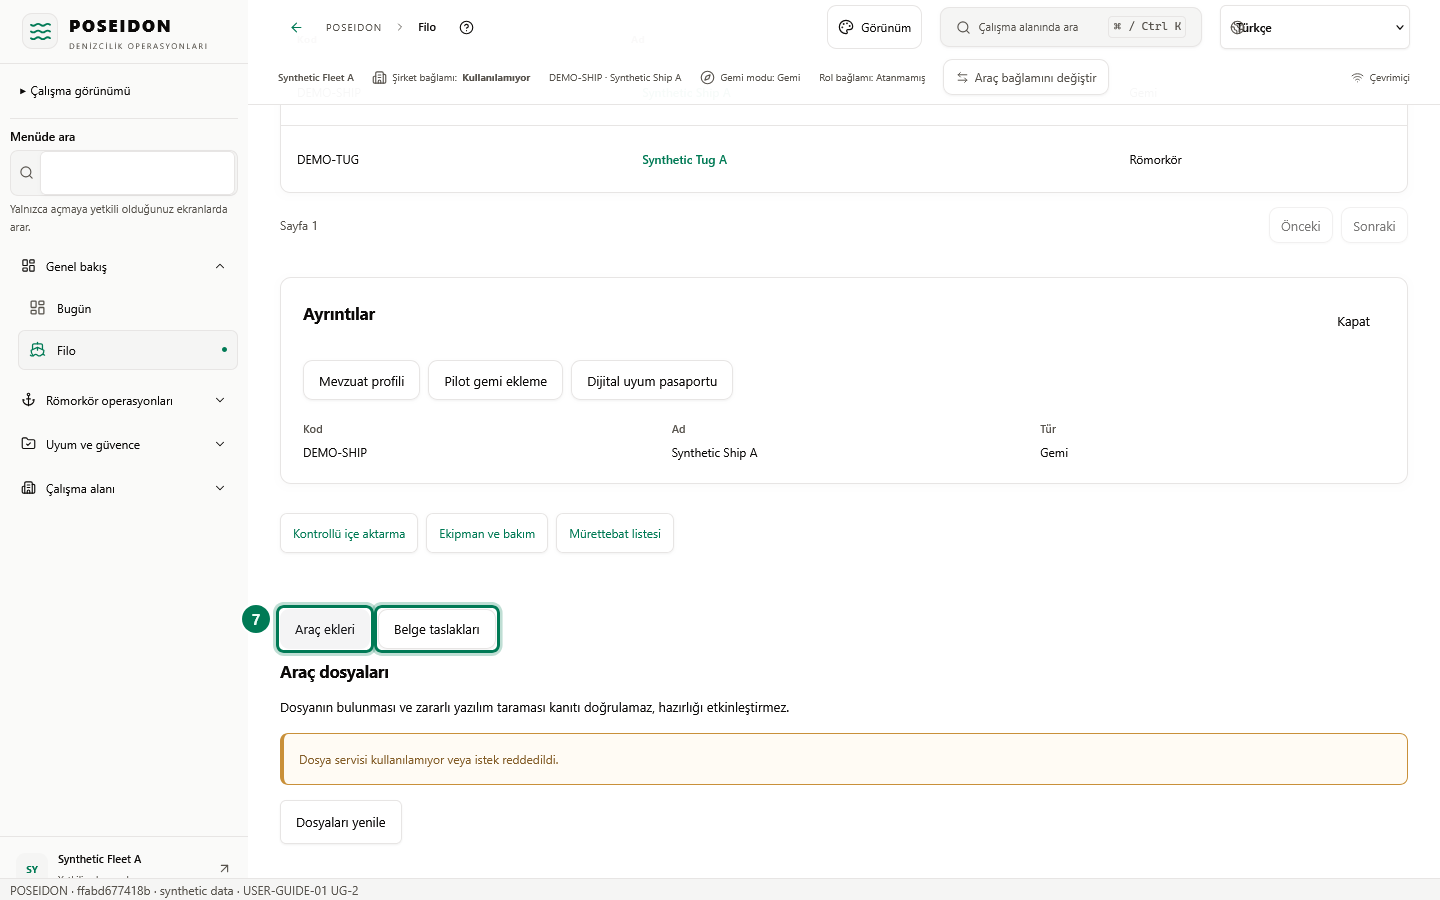 POSEIDON
DENİZCİLİK OPERASYONLARI
Çalışma görünümü
Menüde ara
Yalnızca açmaya yetkili olduğunuz ekranlarda
arar.
Genel bakış
Bugün
Filo
Römorkör operasyonları
Uyum ve güvence
Çalışma alanı
SY
Synthetic Fleet A
POSEIDON
Filo
Görünüm
Çalışma alanında ara
⌘ / Ctrl K
Türkçe
Synthetic Fleet A
Şirket bağlamı: Kullanılamıyor
DEMO-SHIP · Synthetic Ship A
Gemi modu: Gemi
Rol bağlamı: Atanmamış
Araç bağlamını değiştir
Çevrimiçi
DEMO-SHIP
Synthetic Ship A
Gemi
DEMO-TUG
Synthetic Tug A
Römorkör
Sayfa 1
Önceki
Sonraki
Ayrıntılar
Kapat
Mevzuat profili
Pilot gemi ekleme
Dijital uyum pasaportu
Kod
Ad
Tür
DEMO-SHIP
Synthetic Ship A
Gemi
Kontrollü içe aktarma
Ekipman ve bakım
Mürettebat listesi
7
Araç ekleri
Belge taslakları
Araç dosyaları
Dosyanın bulunması ve zararlı yazılım taraması kanıtı doğrulamaz, hazırlığı etkinleştirmez.
Dosya servisi kullanılamıyor veya istek reddedildi.
Dosyaları yenile
POSEIDON · ffabd677418b · synthetic data · USER-GUIDE-01 UG-2